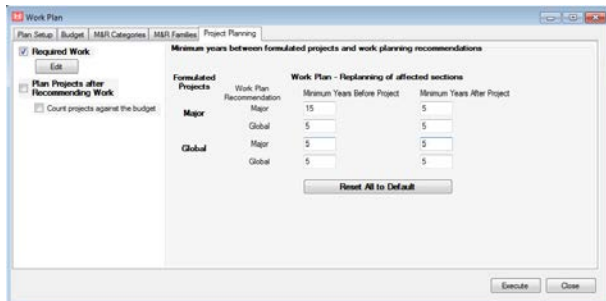 Work Plan
Plan Setup Budget M&R Categories M&R Families Project Planning
Required Work
Edit
Plan Projects after
Recommending Work
Count projects against the budget
Minimum years between formulated projects and work planning recommendations
Formulated
Projects
Work Plan
Recommendation
Work Plan - Replanning of affected sections
Minimum Years Before Project Minimum Years After Project
Major Major 15 5
Global 5 5
Global Major 5 5
Global 5 5
Reset All to Default
Execute Close